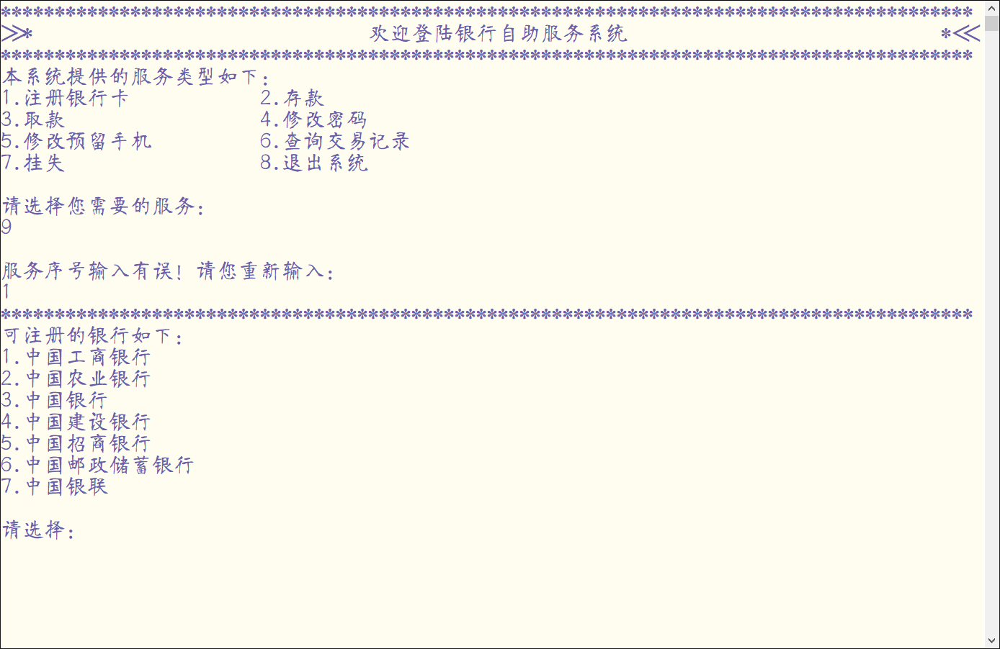 ******************************************************************************************
>>*                               欢迎登陆银行自助服务系统                             *<<
******************************************************************************************
本系统提供的服务类型如下：
1.注册银行卡            2.存款
3.取款                  4.修改密码
5.修改预留手机          6.查询交易记录
7.挂失                  8.退出系统
请选择您需要的服务：
9
服务序号输入有误！请您重新输入：
1
******************************************************************************************
可注册的银行如下：
1.中国工商银行
2.中国农业银行
3.中国银行
4.中国建设银行
5.中国招商银行
6.中国邮政储蓄银行
7.中国银联
请选择：